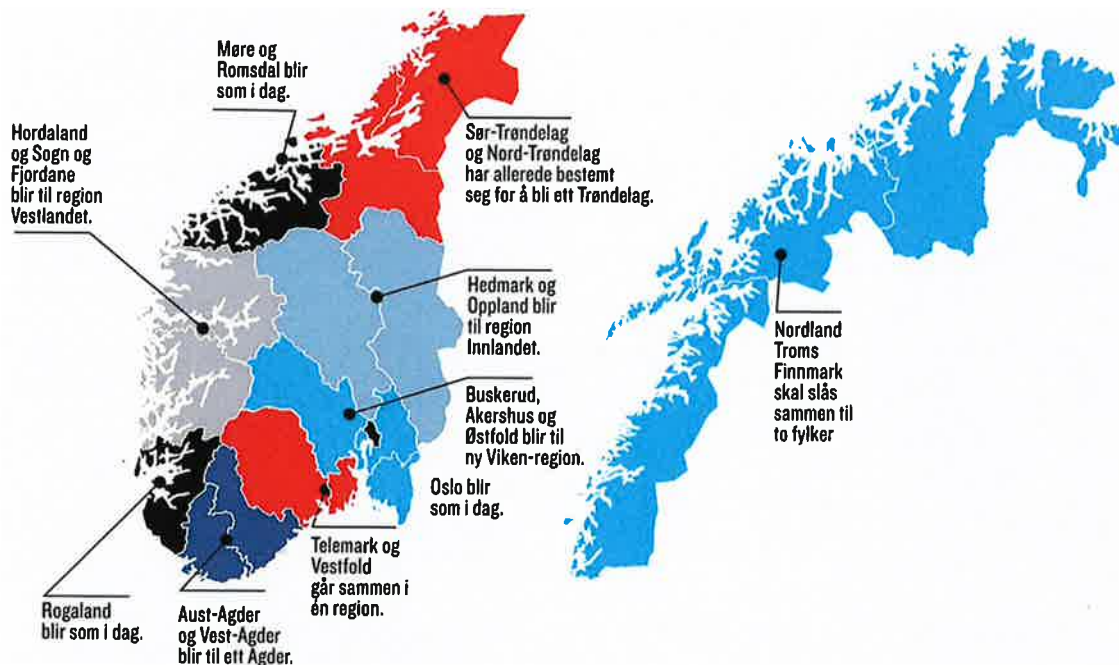 Møre og
Romsdal blir
som i dag.
Hordaland
og Sogn og
Fjordane
blir til region
Vestlandet.
Sør-Trøndelag
og Nord-Trøndelag
har allerede bestemt
seg for å bli ett Trøndelag.
Hedmark og
Oppland blir
til region
Innlandet.
Buskerud,
Akershus og
Østfold blir til
ny Viken-region.
Oslo blir
som i dag.
Telemark og
Vestfold
går sammen i
én region.
Rogaland
blir som i dag.
Aust-Agder
og Vest-Agder
blir til ett Agder.
Nordland
Troms
Finnmark
skal slås
sammen til
to fylker